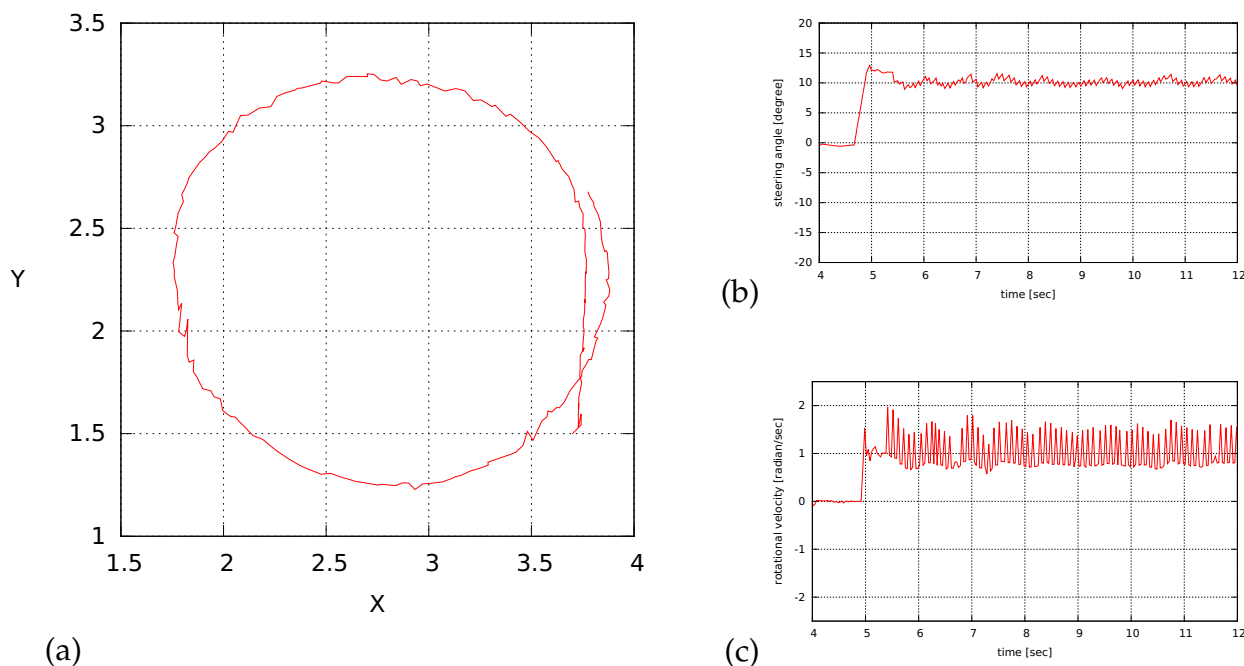 3.5
3
2.5
Y
2
1.5
1
1.5 2 2.5 3 3.5 4
X
(a)
20
15
10
5
0
-5
-10
-15
-20
steering angle [degree]
4 5 6 7 8 9 10 11 12
time [sec]
(b)
2
1
0
-1
-2
rotational velocity [radian/sec]
4 5 6 7 8 9 10 11 12
time [sec]
(c)